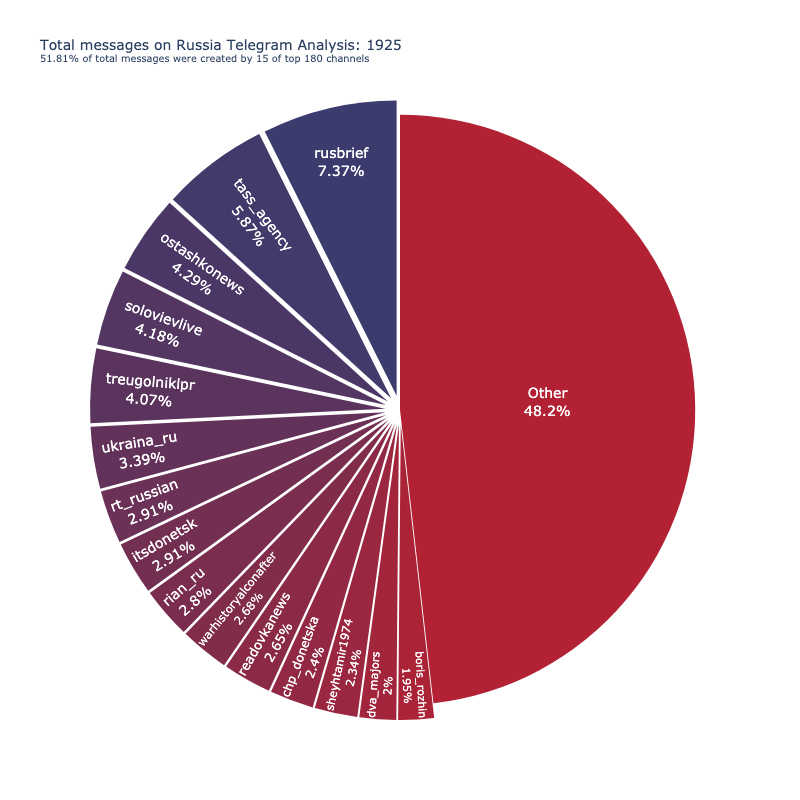 Total messages on Russia Telegram Analysis: 1925
51.81% of total messages were created by 15 of top 180 channels
rusbrief
7.37%
tass_agency
5.87%
ostashkonews
4.29%
solovievlive
4.18%
treugolniklpr
4.07%
ukraina_ru
3.39%
rt_russian
2.91%
itsdonetsk
2.91%
rian_ru
2.8%
warhistoryalconafter
2.68%
readovkanews
2.65%
chp_donetska
2.4%
sheyhtamir1974
2.34%
dva_majors
2%
boris_rozhin
1.95%
Other
48.2%